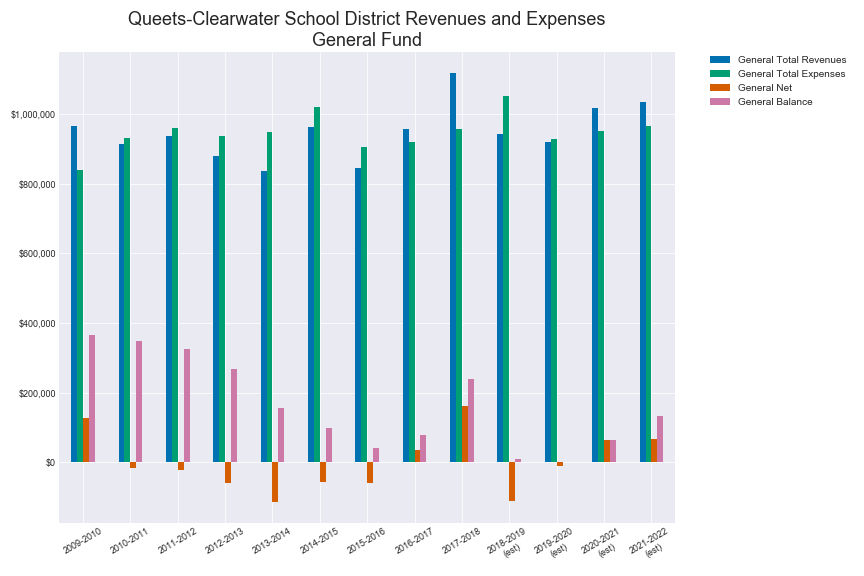 Queets-Clearwater School District Revenues and Expenses
General Fund
General Total Revenues
General Total Expenses
General Net
General Balance
$1,000,000
$800,000
$600,000
$400,000
$200,000
$0
2009-2010
2010-2011
2011-2012
2012-2013
2013-2014
2014-2015
2015-2016
2016-2017
2017-2018
2018-2019
(est)
2019-2020
(est)
2020-2021
(est)
2021-2022
(est)